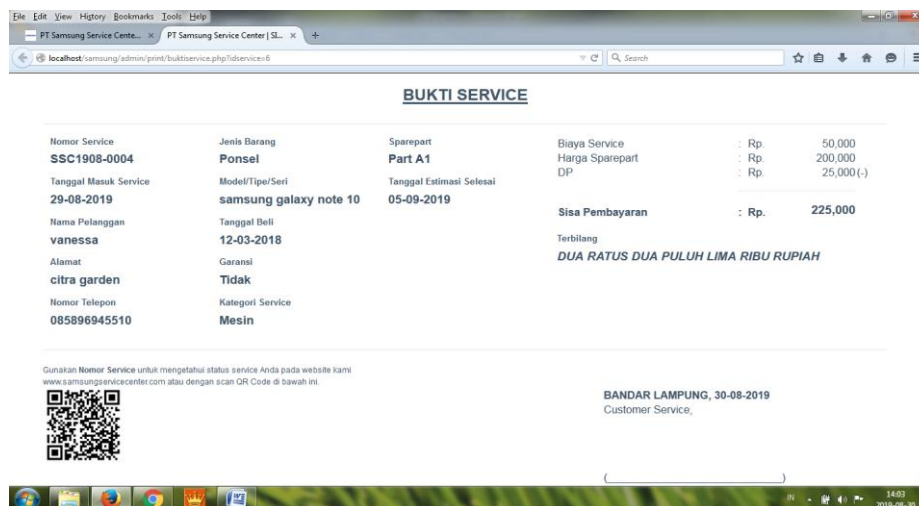 File Edit View History Bookmarks Tools Help
PT Samsung Service Cente... × PT Samsung Service Center | SI... × +
localhost/samsung/admin/print/buktiservice.php?idservice=6 Search
BUKTI SERVICE
Nomor Service
SSC1908-0004
Tanggal Masuk Service
29-08-2019
Nama Pelanggan
vanessa
Alamat
citra garden
Nomor Telepon
085896945510
Jenis Barang
Ponsel
Model/Tipe/Seri
samsung galaxy note 10
Tanggal Beli
12-03-2018
Garansi
Tidak
Kategori Service
Mesin
Sparepart
Part A1
Tanggal Estimasi Selesai
05-09-2019
Biaya Service : Rp. 50,000
Harga Sparepart : Rp. 200,000
DP : Rp. 25,000 (-)
Sisa Pembayaran : Rp. 225,000
Terbilang
DUA RATUS DUA PULUH LIMA RIBU RUPIAH
Gunakan Nomor Service untuk mengetahui status service Anda pada website kami
www.samsungservicecenter.com atau dengan scan QR Code di bawah ini.
BANDAR LAMPUNG, 30-08-2019
Customer Service,
( )
IN 14:03
2019-08-30